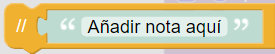 // “ Añadir nota aquí ”